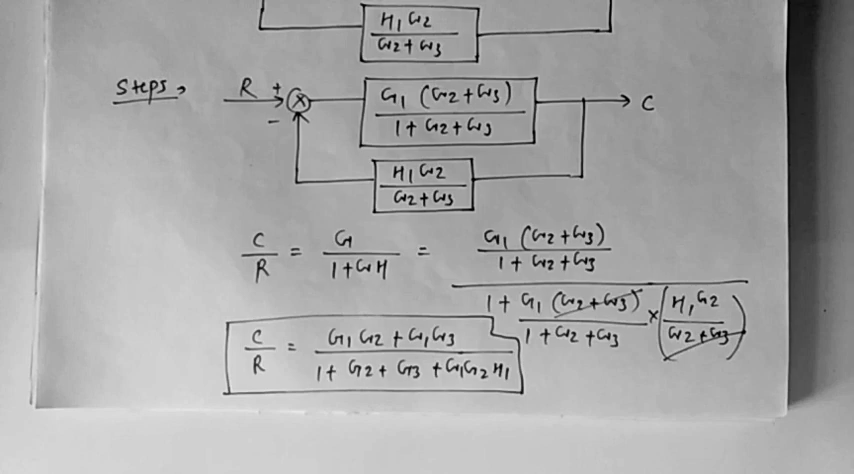 H1 G2
G2 + G3
Steps → R + G1 (G2 + G3) → C
- 1 + G2 + G3
H1 G2
G2 + G3
C/R = G/(1 + GH) = (G1 (G2 + G3)/(1 + G2 + G3))/(1 + G1 (G2 + G3)/(1 + G2 + G3) × (H1 G2/(G2 + G3)))
C/R = (G1 G2 + G1 G3)/(1 + G2 + G3 + G1 G2 H1)